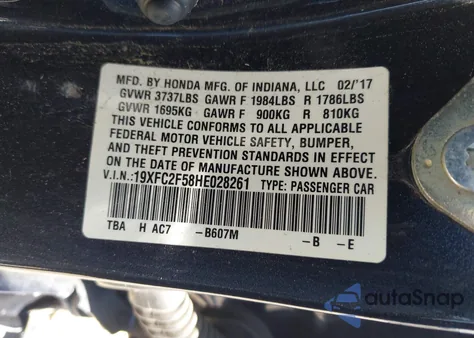 MFD. BY HONDA MFG. OF INDIANA, LLC 02/'17
GVWR 3737LBS GAWR F 1984LBS R 1786LBS
GVWR 1695KG GAWR F 900KG R 810KG
THIS VEHICLE CONFORMS TO ALL APPLICABLE
FEDERAL MOTOR VEHICLE SAFETY, BUMPER,
AND THEFT PREVENTION STANDARDS IN EFFECT
ON THE DATE OF MANUFACTURE SHOWN ABOVE.
V.I.N.:19XFC2F58HE028261 TYPE: PASSENGER CAR
TBA H AC7 -B607M -B -E
autoSnap